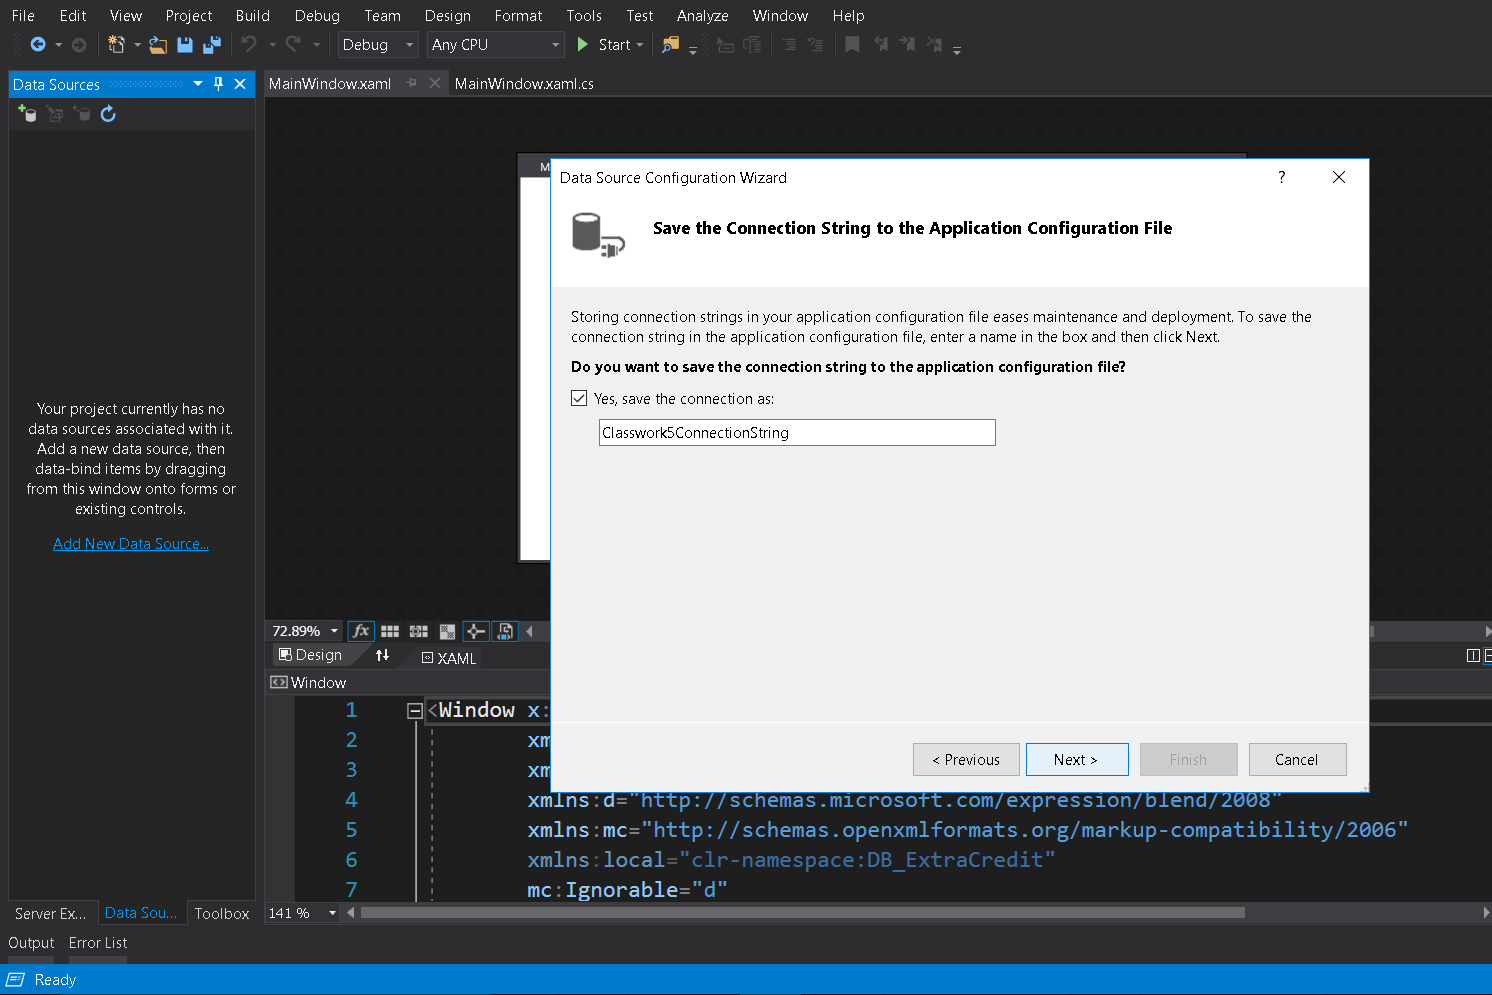 File Edit View Project Build Debug Team Design Format Tools Test Analyze Window Help
Debug Any CPU Start
Data Sources
MainWindow.xaml MainWindow.xaml.cs
M
Data Source Configuration Wizard ?
Save the Connection String to the Application Configuration File
Storing connection strings in your application configuration file eases maintenance and deployment. To save the
connection string in the application configuration file, enter a name in the box and then click Next.
Do you want to save the connection string to the application configuration file?
Yes, save the connection as:
Classwork5ConnectionString
< Previous Next > Finish Cancel
Your project currently has no
data sources associated with it.
Add a new data source, then
data-bind items by dragging
from this window onto forms or
existing controls.
Add New Data Source...
72.89% fx
Design XAML
Window
1 <Window x:
2 xm
3 xm
4 xmlns:d="http://schemas.microsoft.com/expression/blend/2008"
5 xmlns:mc="http://schemas.openxmlformats.org/markup-compatibility/2006"
6 xmlns:local="clr-namespace:DB_ExtraCredit"
7 mc:Ignorable="d"
141 %
Server Ex... Data Sou... Toolbox
Output Error List
Ready